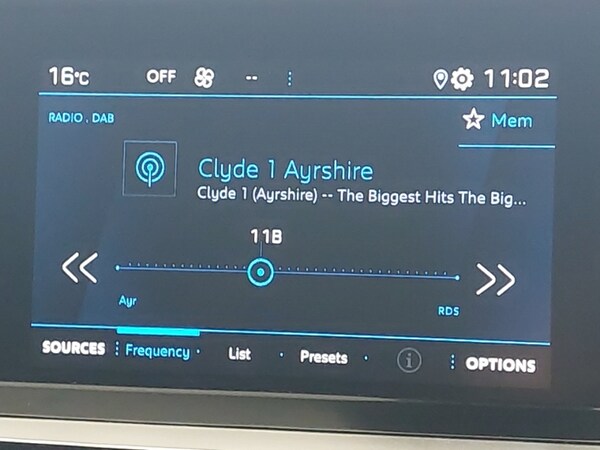 16°C OFF -- 11:02
RADIO . DAB
Mem
Clyde 1 Ayrshire
Clyde 1 (Ayrshire) -- The Biggest Hits The Big...
11B
Ayr
RDS
SOURCES Frequency List Presets OPTIONS